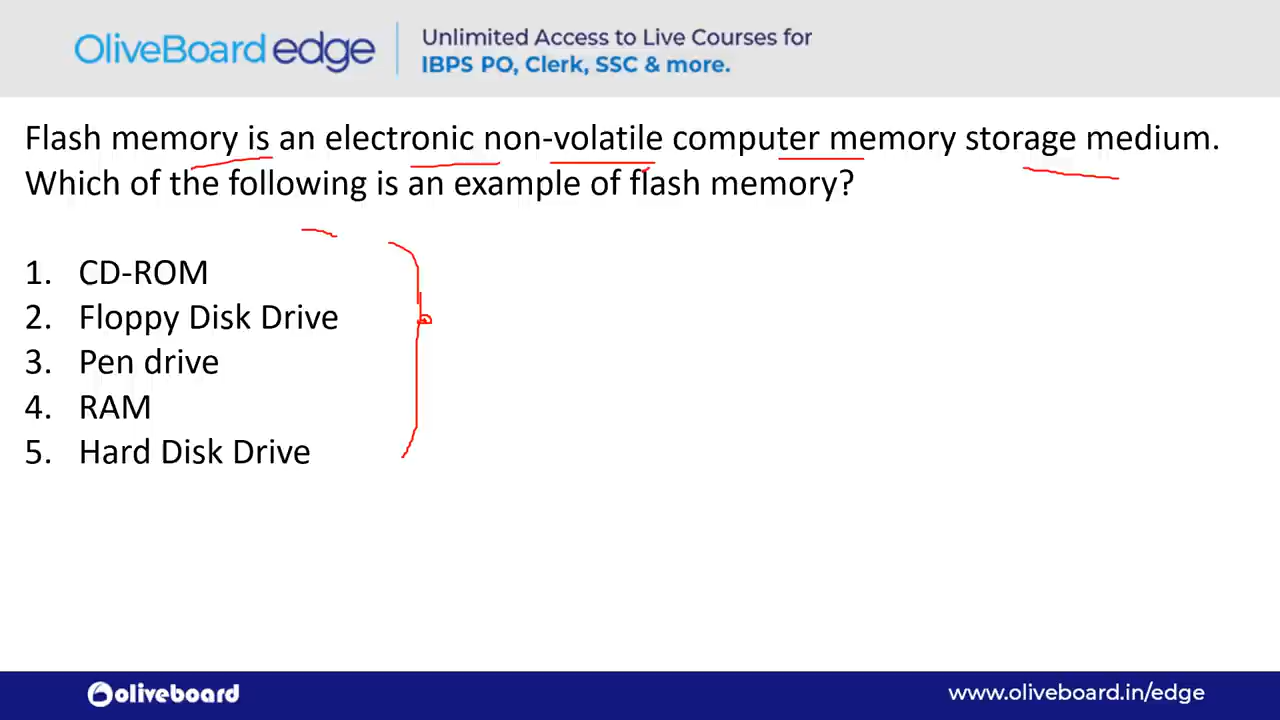 OliveBoard edge
Unlimited Access to Live Courses for
IBPS PO, Clerk, SSC & more.
Flash memory is an electronic non-volatile computer memory storage medium.
Which of the following is an example of flash memory?
1. CD-ROM
2. Floppy Disk Drive
3. Pen drive
4. RAM
5. Hard Disk Drive
oliveboard
www.oliveboard.in/edge